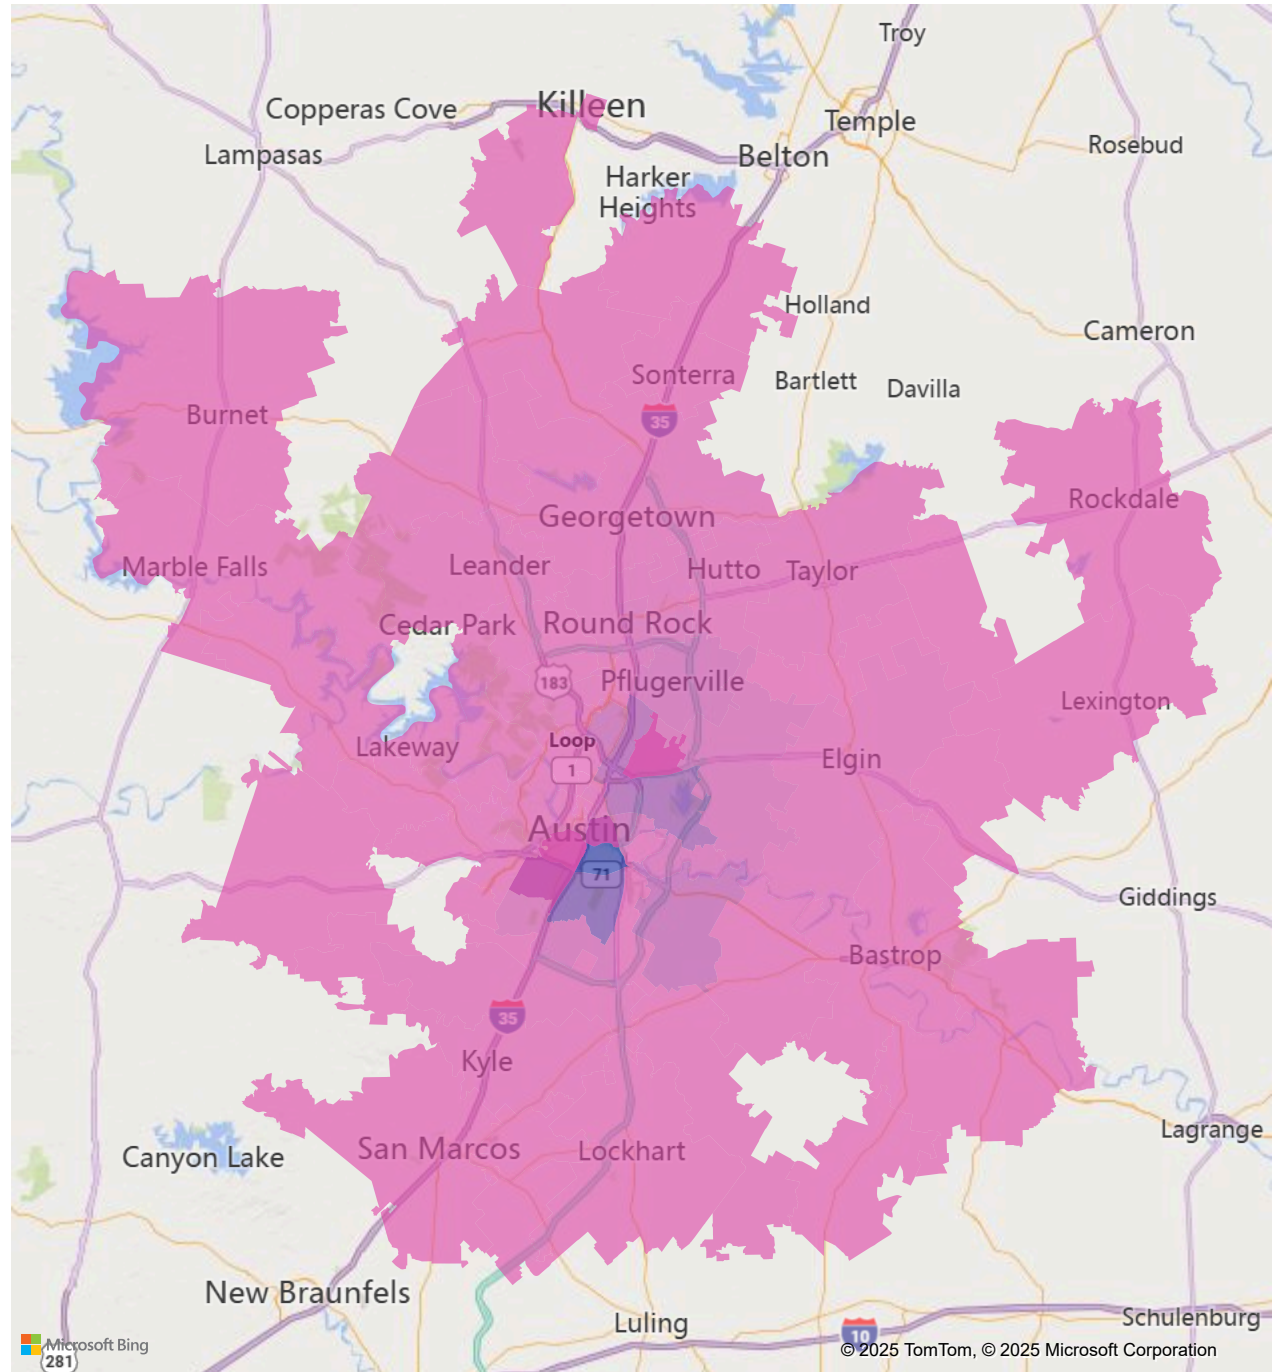 Troy
Copperas Cove
Killeen
Temple
Rosebud
Lampasas
Belton
Harker
Heights
Holland
Cameron
Sonterra
Bartlett
Davilla
Burnet
35
Rockdale
Georgetown
Marble Falls
Leander
Hutto
Taylor
Cedar Park
Round Rock
183
Pflugerville
Lexington
Loop
1
Lakeway
Elgin
Austin
71
Giddings
Bastrop
35
Kyle
Lagrange
Canyon Lake
San Marcos
Lockhart
New Braunfels
Luling
Schulenburg
10
Microsoft Bing
281
© 2025 TomTom, © 2025 Microsoft Corporation